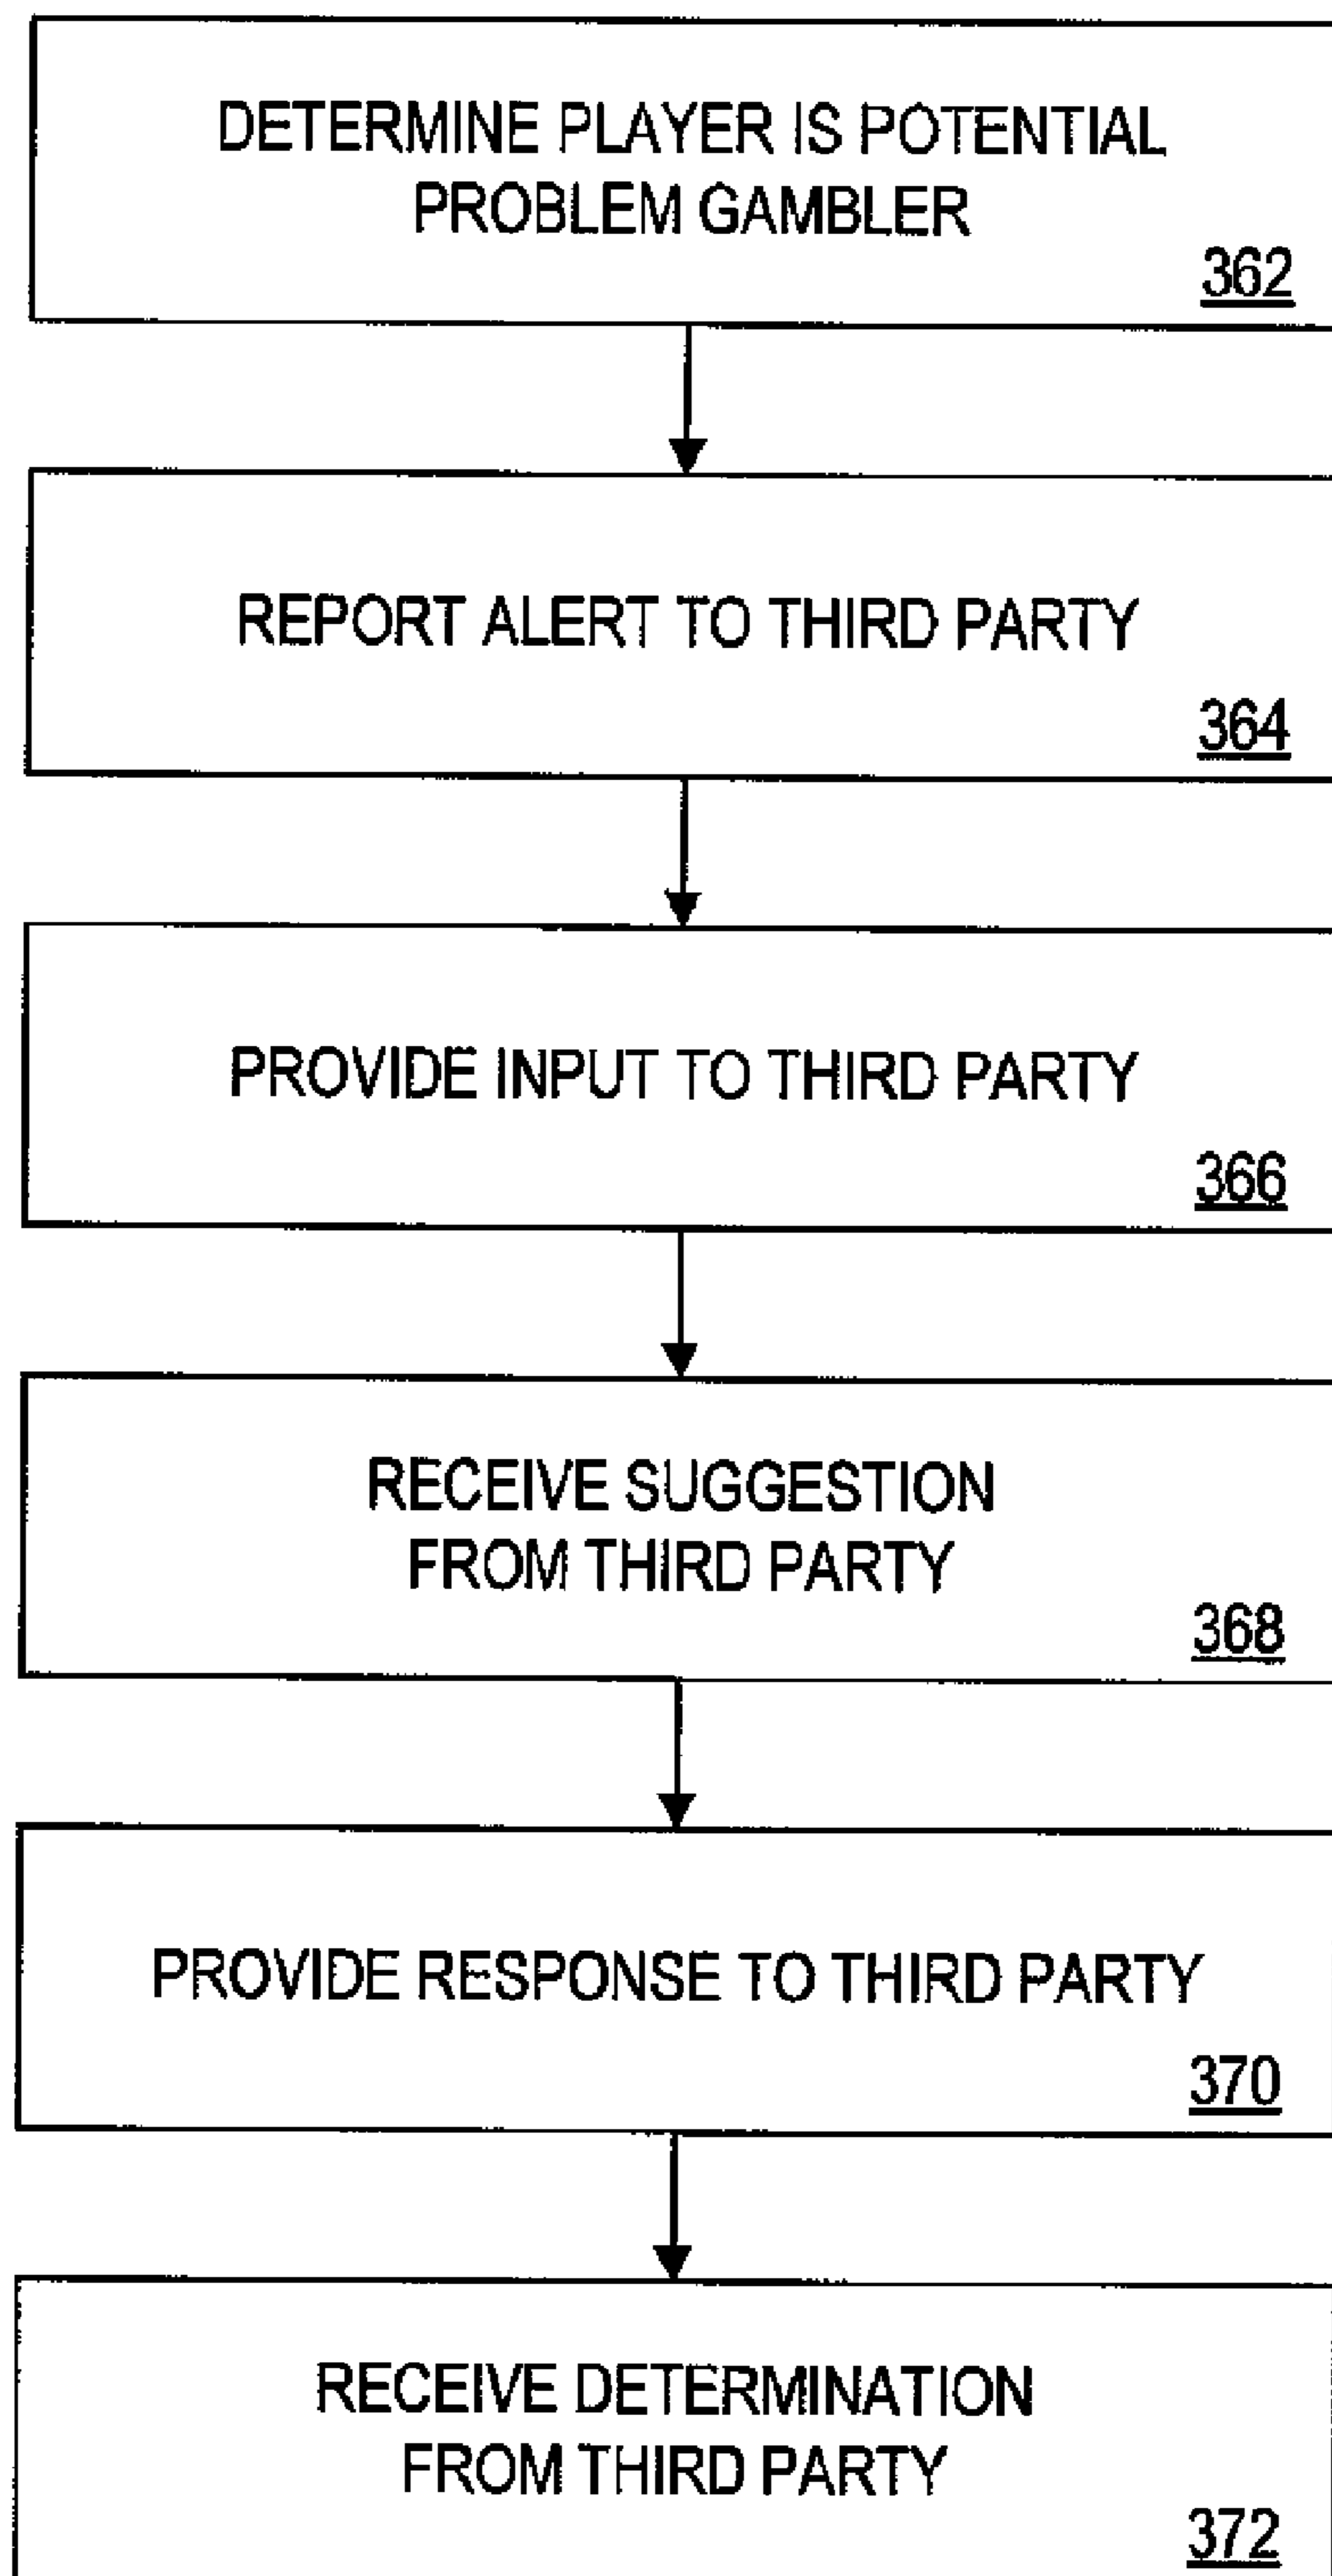 DETERMINE PLAYER IS POTENTIAL
PROBLEM GAMBLER
362
REPORT ALERT TO THIRD PARTY
364
PROVIDE INPUT TO THIRD PARTY
366
RECEIVE SUGGESTION
FROM THIRD PARTY
368
PROVIDE RESPONSE TO THIRD PARTY
370
RECEIVE DETERMINATION
FROM THIRD PARTY
372